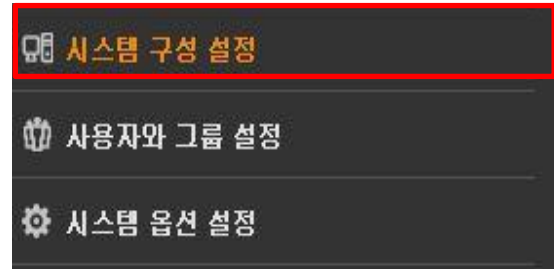 시스템 구성 설정
사용자와 그룹 설정
시스템 옵션 설정